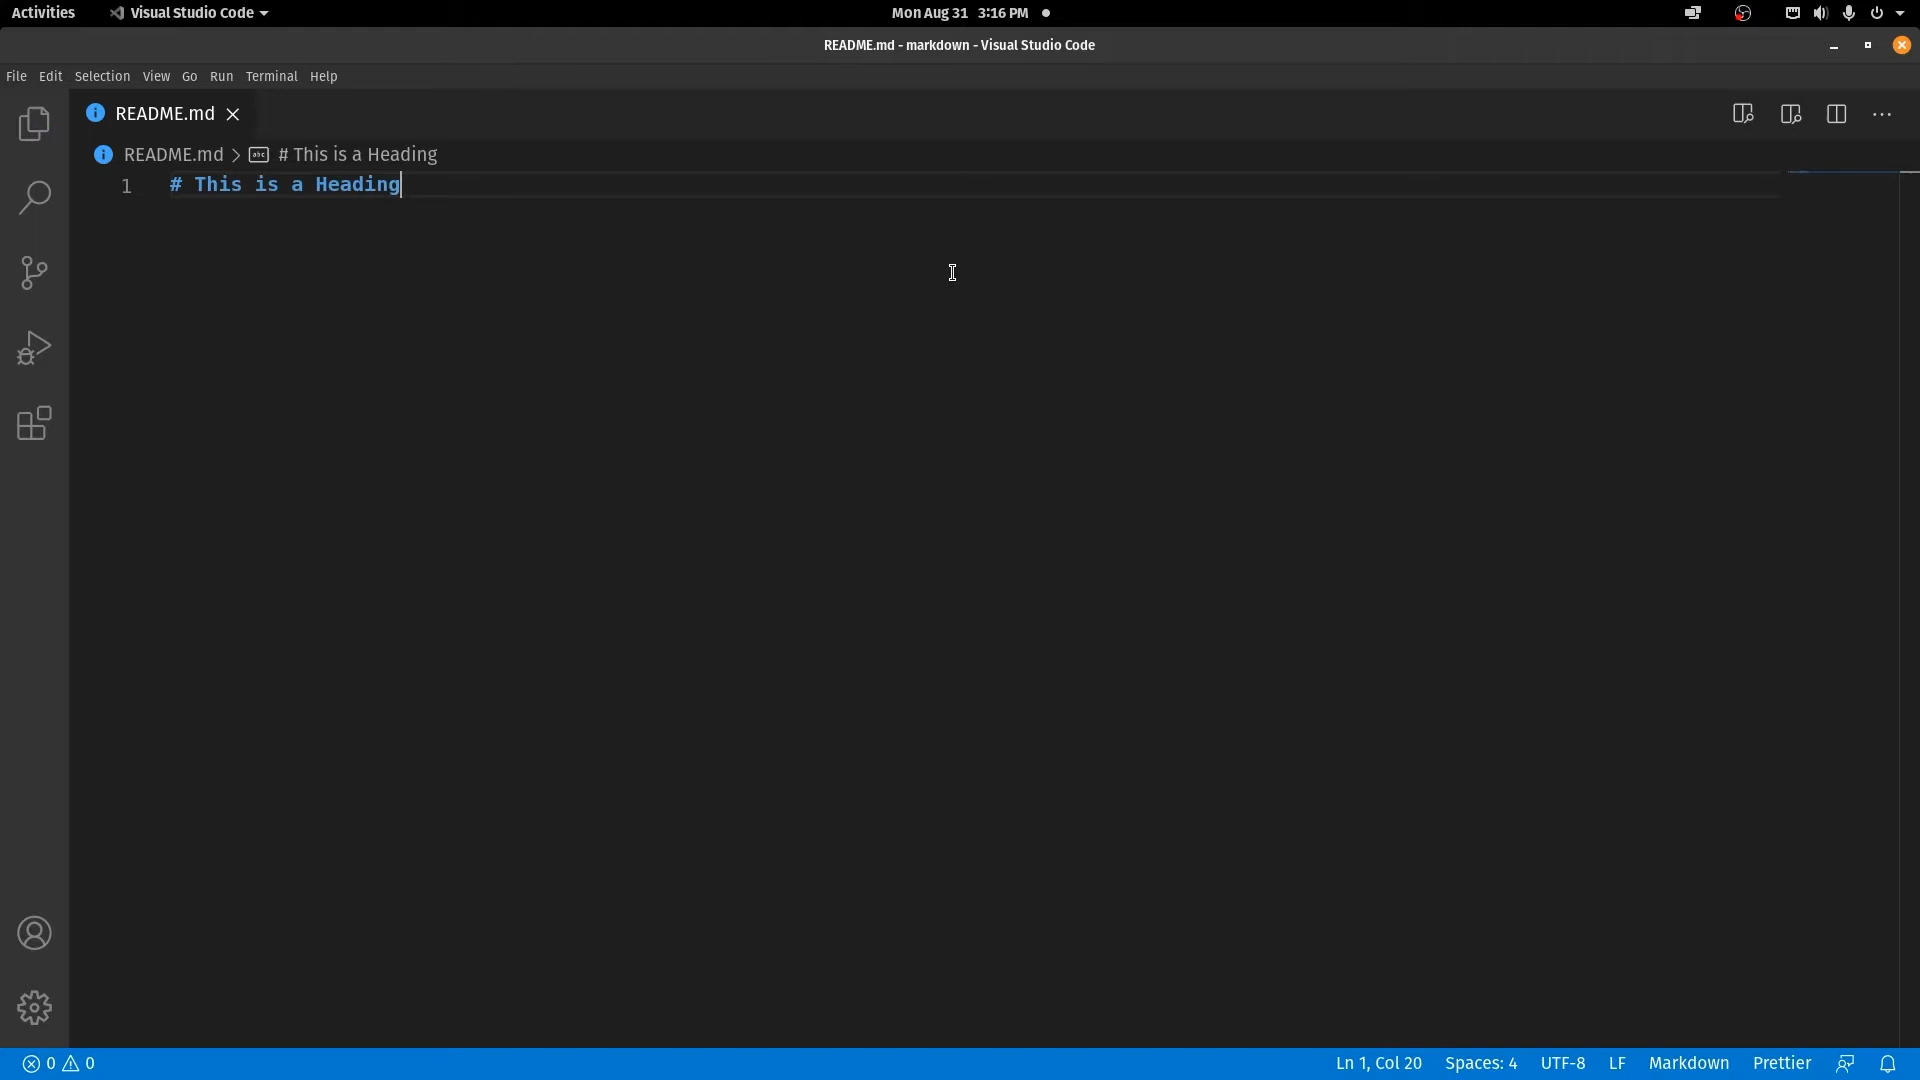 Activities Visual Studio Code Mon Aug 31 3:16 PM
README.md - markdown - Visual Studio Code
File Edit Selection View Go Run Terminal Help
README.md
README.md > abc # This is a Heading
1 # This is a Heading
0 0 Ln 1, Col 20 Spaces: 4 UTF-8 LF Markdown Prettier